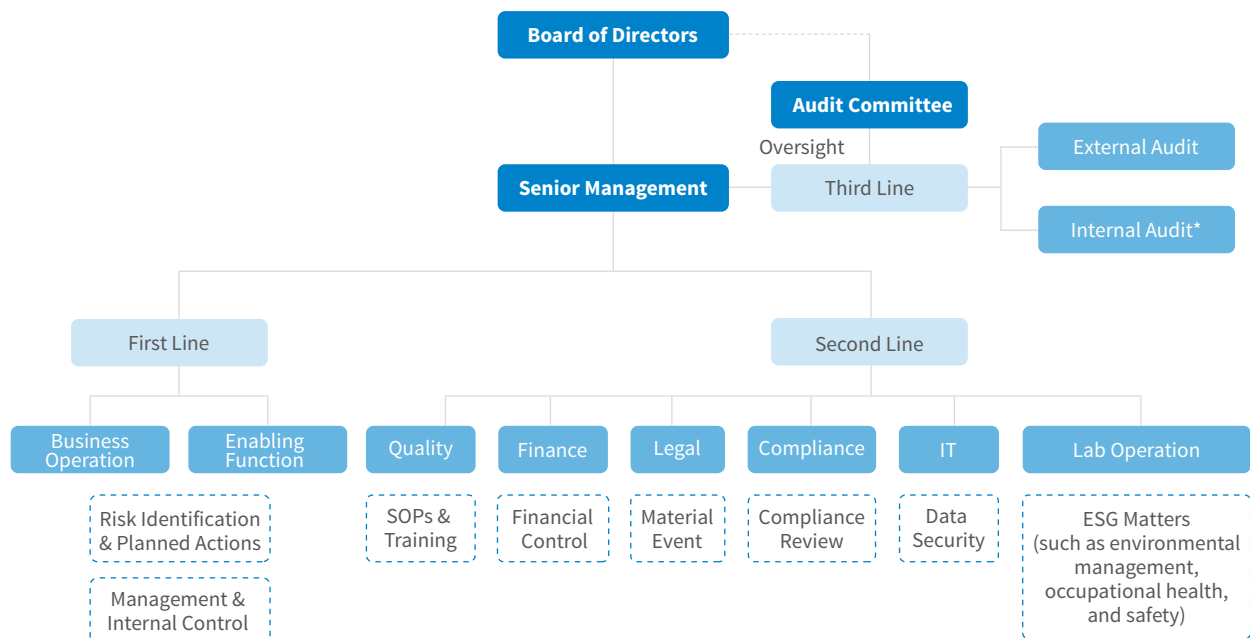 Board of Directors
Audit Committee
Oversight
External Audit
Senior Management
Third Line
Internal Audit*
First Line
Second Line
Business
Operation
Enabling
Function
Quality
Finance
Legal
Compliance
IT
Lab Operation
Risk Identification
& Planned Actions
Management &
Internal Control
SOPs &
Training
Financial
Control
Material
Event
Compliance
Review
Data
Security
ESG Matters
(such as environmental
management,
occupational health,
and safety)